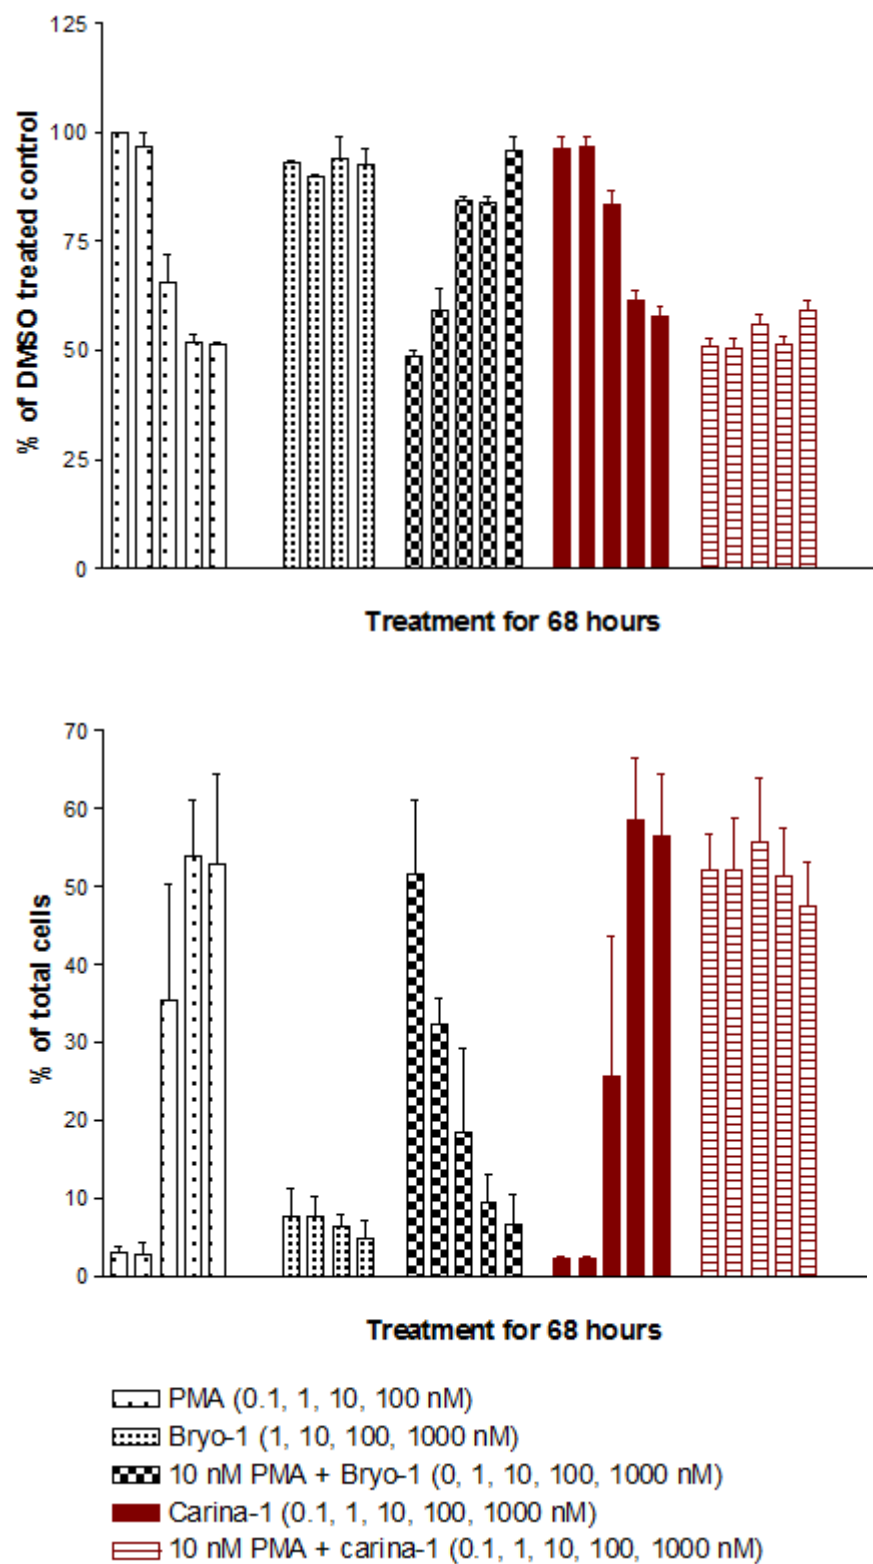 125
100
75
50
25
0
% of DMSO treated control
Treatment for 68 hours
70
60
50
40
30
20
10
0
% of total cells
Treatment for 68 hours
PMA (0.1, 1, 10, 100 nM)
Bryo-1 (1, 10, 100, 1000 nM)
10 nM PMA + Bryo-1 (0, 1, 10, 100, 1000 nM)
Carina-1 (0.1, 1, 10, 100, 1000 nM)
10 nM PMA + carina-1 (0.1, 1, 10, 100, 1000 nM)